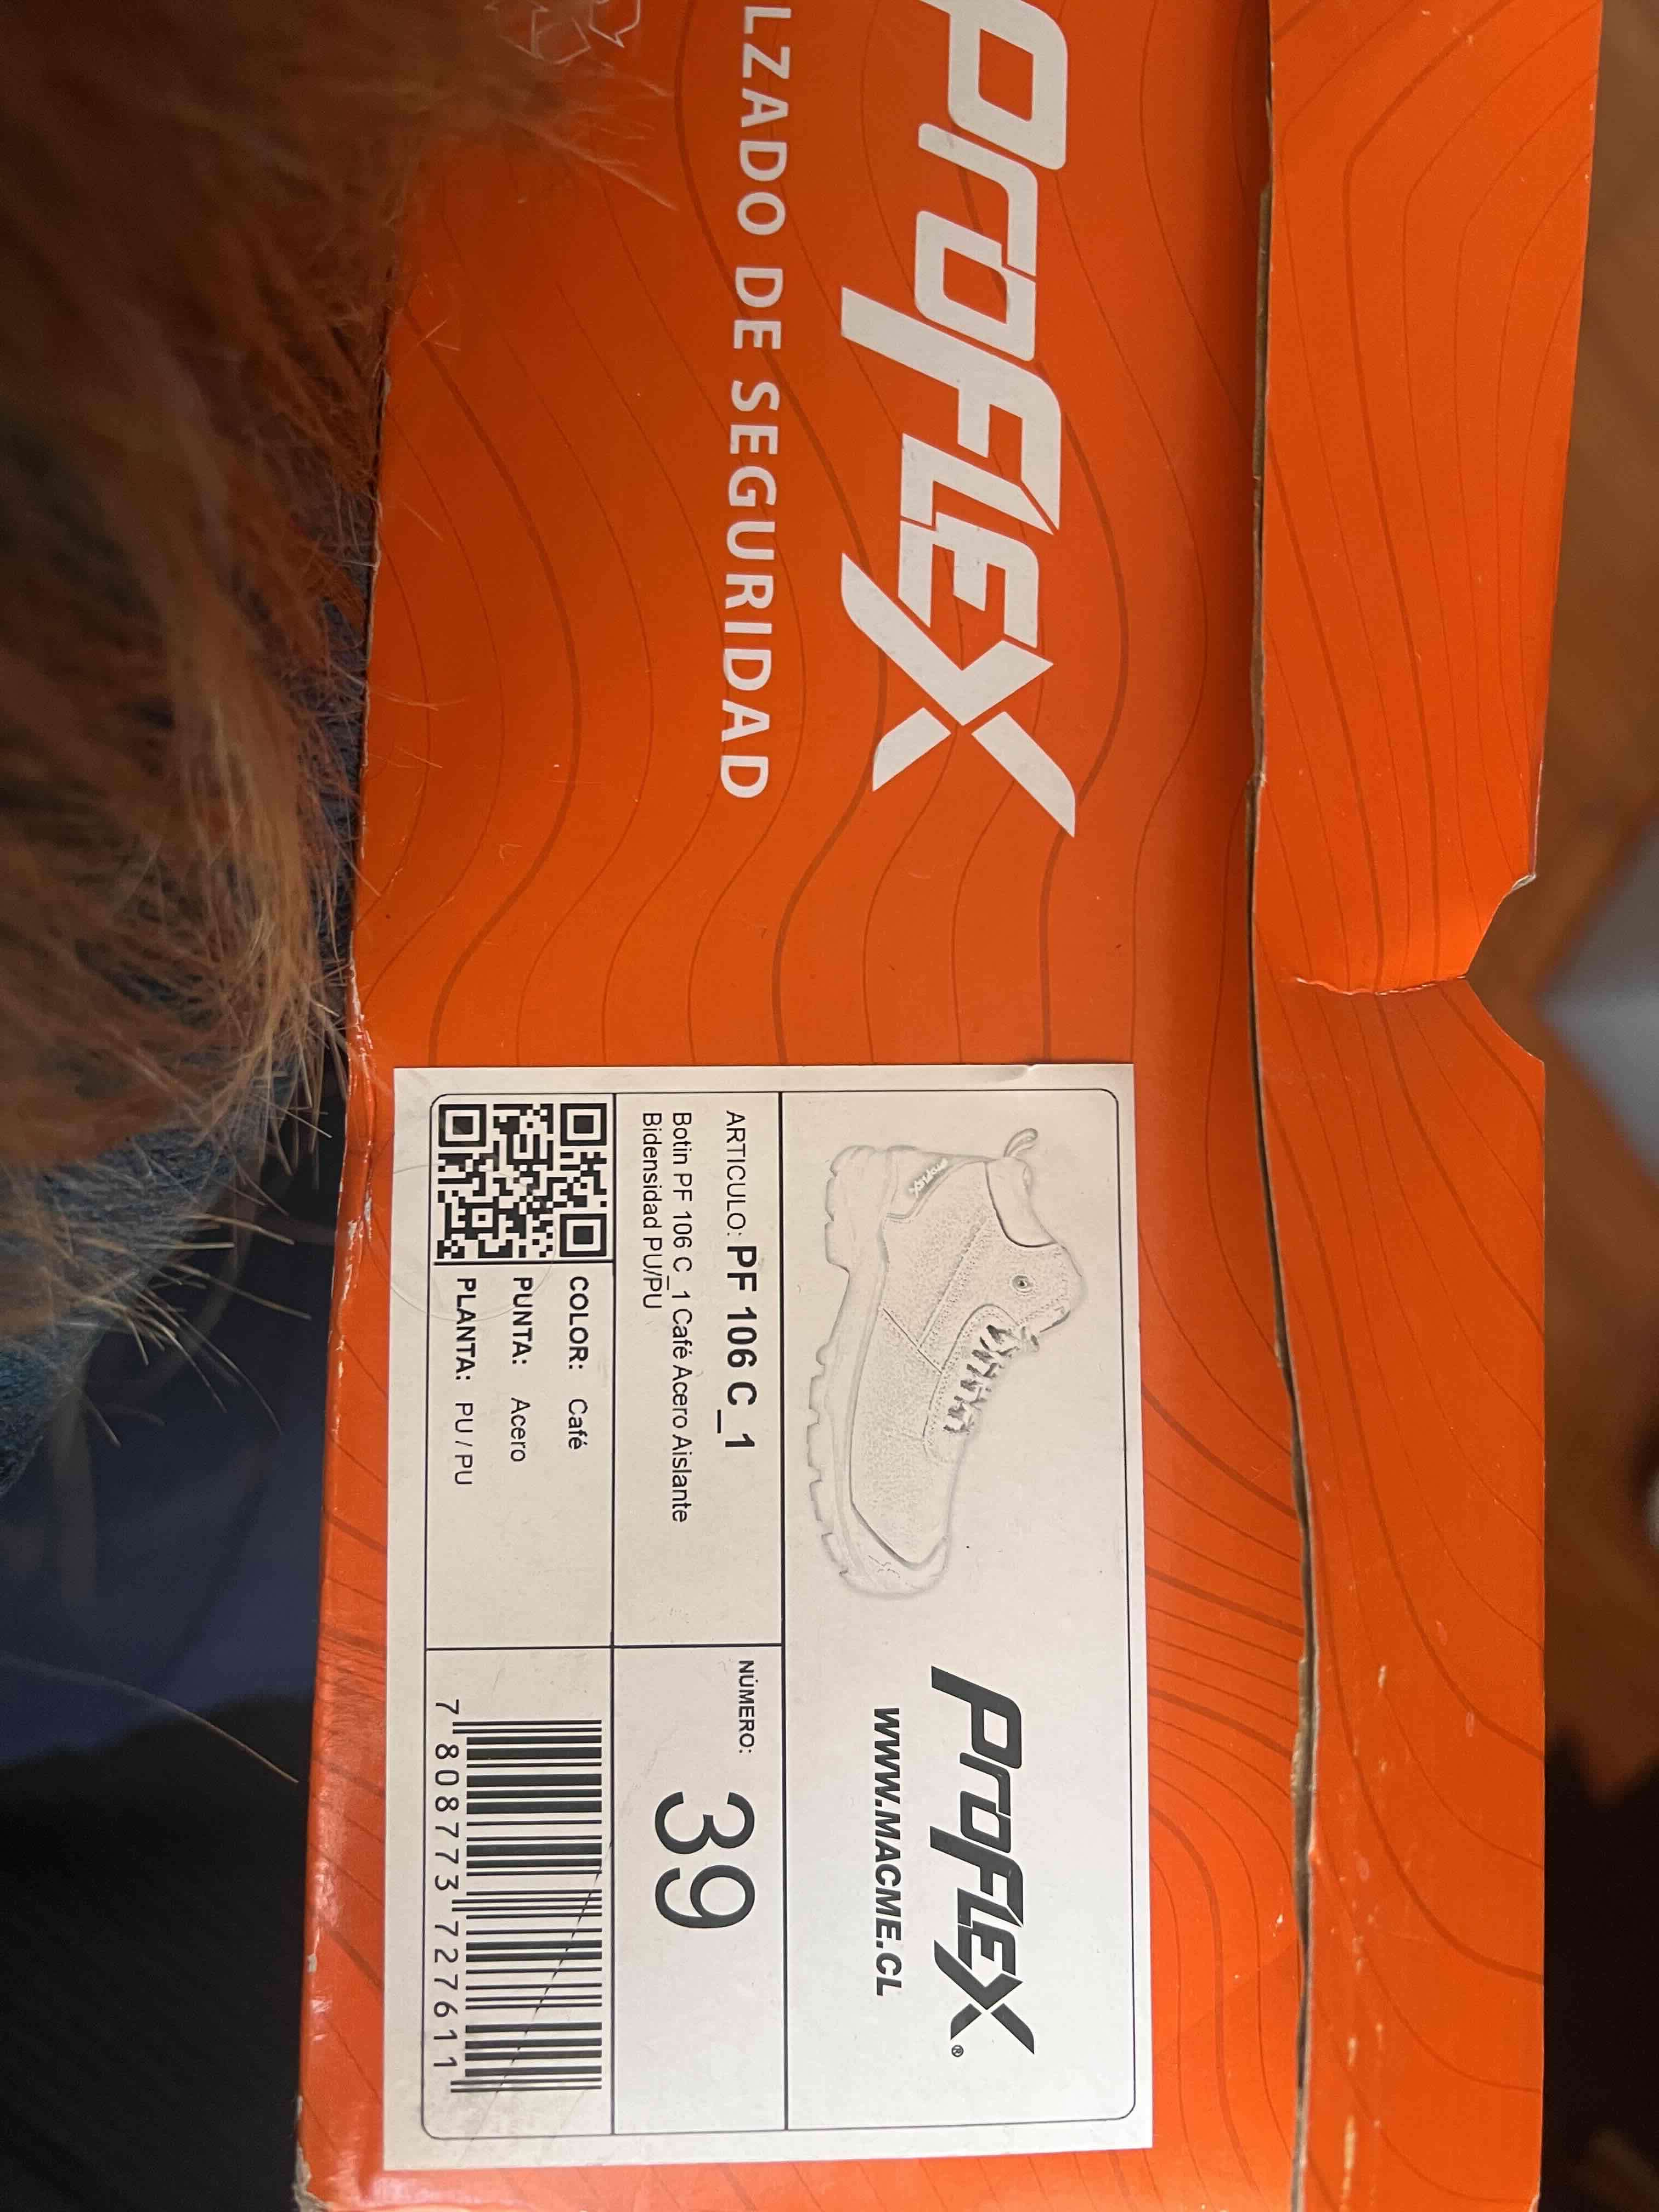 PROFLEX
LZADO DE SEGURIDAD
PROFLEX®
WWW.MACME.CL
ARTICULO: PF 106 C_1
Botin PF 106 C_1 Café Acero Aislante
Bidensidad PU/PU
NÚMERO:
39
COLOR: Café
PUNTA: Acero
PLANTA: PU / PU
7 808773 727611